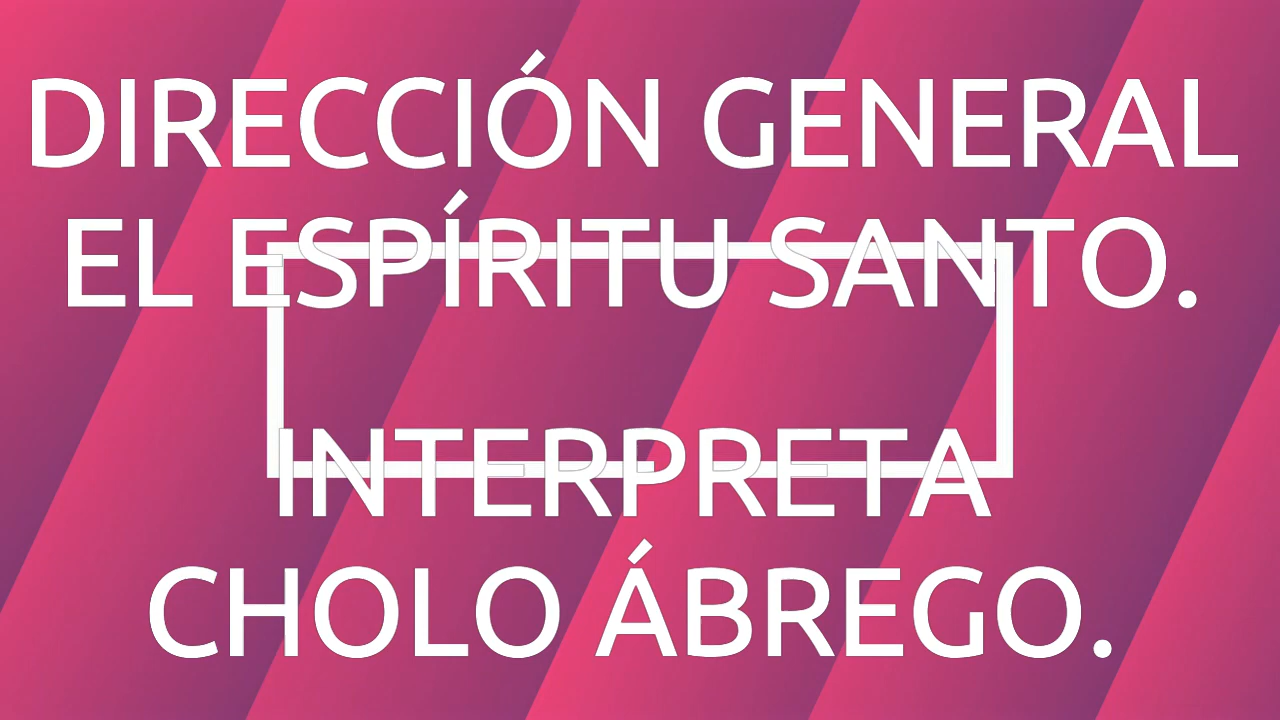 DIRECCIÓN GENERAL
EL ESPÍRITU SANTO.
INTERPRETA
CHOLO ÁBREGO.